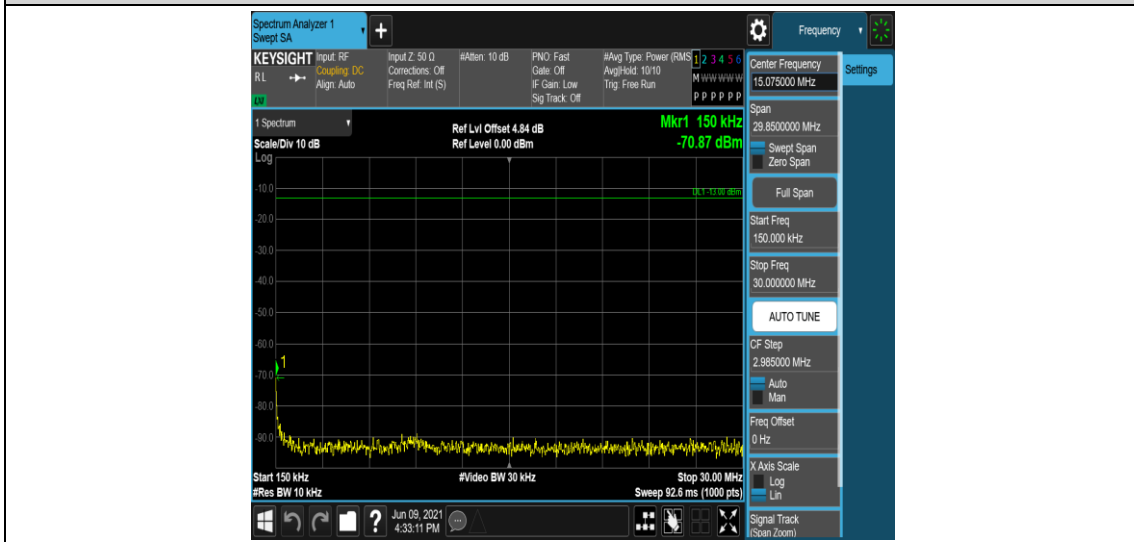 Spectrum Analyzer 1
Swept SA
+
Frequency
KEYSIGHT
RL
LXI
Input: RF
Coupling: DC
Align: Auto
Input Z: 50 Ω
Corrections: Off
Freq Ref: Int (S)
#Atten: 10 dB
PNO: Fast
Gate: Off
IF Gain: Low
Sig Track: Off
#Avg Type: Power (RMS
Avg|Hold: 10/10
Trig: Free Run
1 2 3 4 5 6
M W W W W W
P P P P P P
1 Spectrum
Scale/Div 10 dB
Log
Ref Lvl Offset 4.84 dB
Ref Level 0.00 dBm
Mkr1 150 kHz
-70.87 dBm
DL1 -13.00 dBm
-10.0
-20.0
-30.0
-40.0
-50.0
-60.0
1
-70.0
-80.0
-90.0
Start 150 kHz
#Res BW 10 kHz
#Video BW 30 kHz
Stop 30.00 MHz
Sweep 92.6 ms (1000 pts)
?
Jun 09, 2021
4:33:11 PM
Center Frequency
15.075000 MHz
Settings
Span
29.8500000 MHz
Swept Span
Zero Span
Full Span
Start Freq
150.000 kHz
Stop Freq
30.000000 MHz
AUTO TUNE
CF Step
2.985000 MHz
Auto
Man
Freq Offset
0 Hz
X Axis Scale
Log
Lin
Signal Track
(Span Zoom)